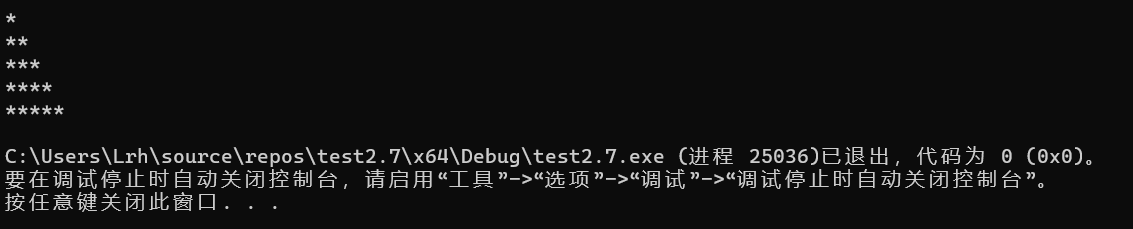 *
**
***
****
*****
C:\Users\Lrh\source\repos\test2.7\x64\Debug\test2.7.exe (进程 25036)已退出，代码为 0 (0x0)。
要在调试停止时自动关闭控制台，请启用“工具”->“选项”->“调试”->“调试停止时自动关闭控制台”。
按任意键关闭此窗口. . .